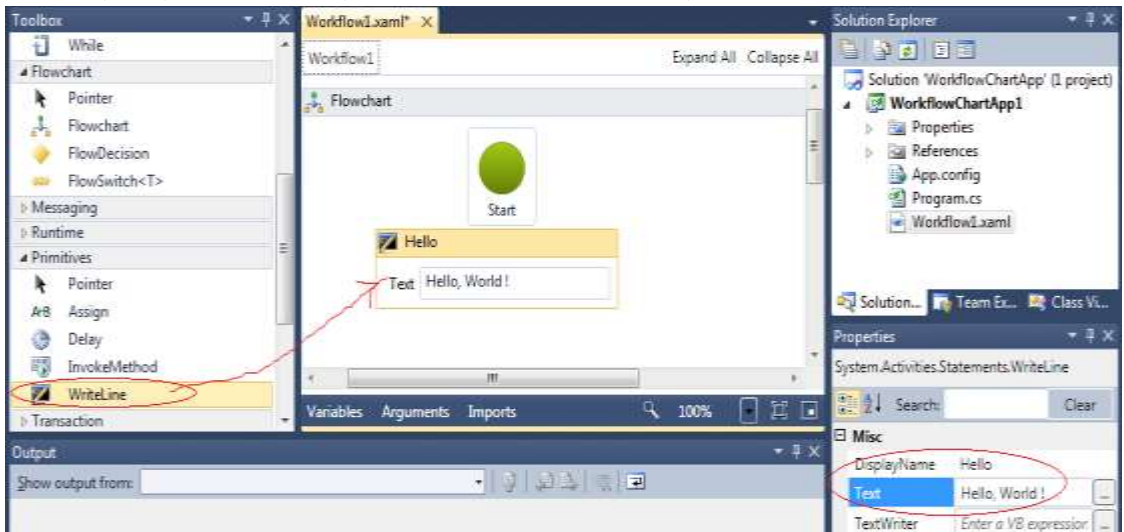 Toolbox
While
Flowchart
Pointer
Flowchart
FlowDecision
FlowSwitch<T>
Messaging
Runtime
Primitives
Pointer
A+B Assign
Delay
InvokeMethod
WriteLine
Transaction
Workflow1.xaml*
Workflow1
Expand All Collapse All
Flowchart
Start
Hello
Text Hello, World !
Variables Arguments Imports
100%
Solution Explorer
Solution 'WorkflowChartApp' (1 project)
WorkflowChartApp1
Properties
References
App.config
Program.cs
Workflow1.xaml
Solution... Team Ex... Class Vi...
Properties
System.Activities.Statements.WriteLine
Search: Clear
Misc
DisplayName Hello
Text Hello, World !
TextWriter Enter a VB expression
Output
Show output from: